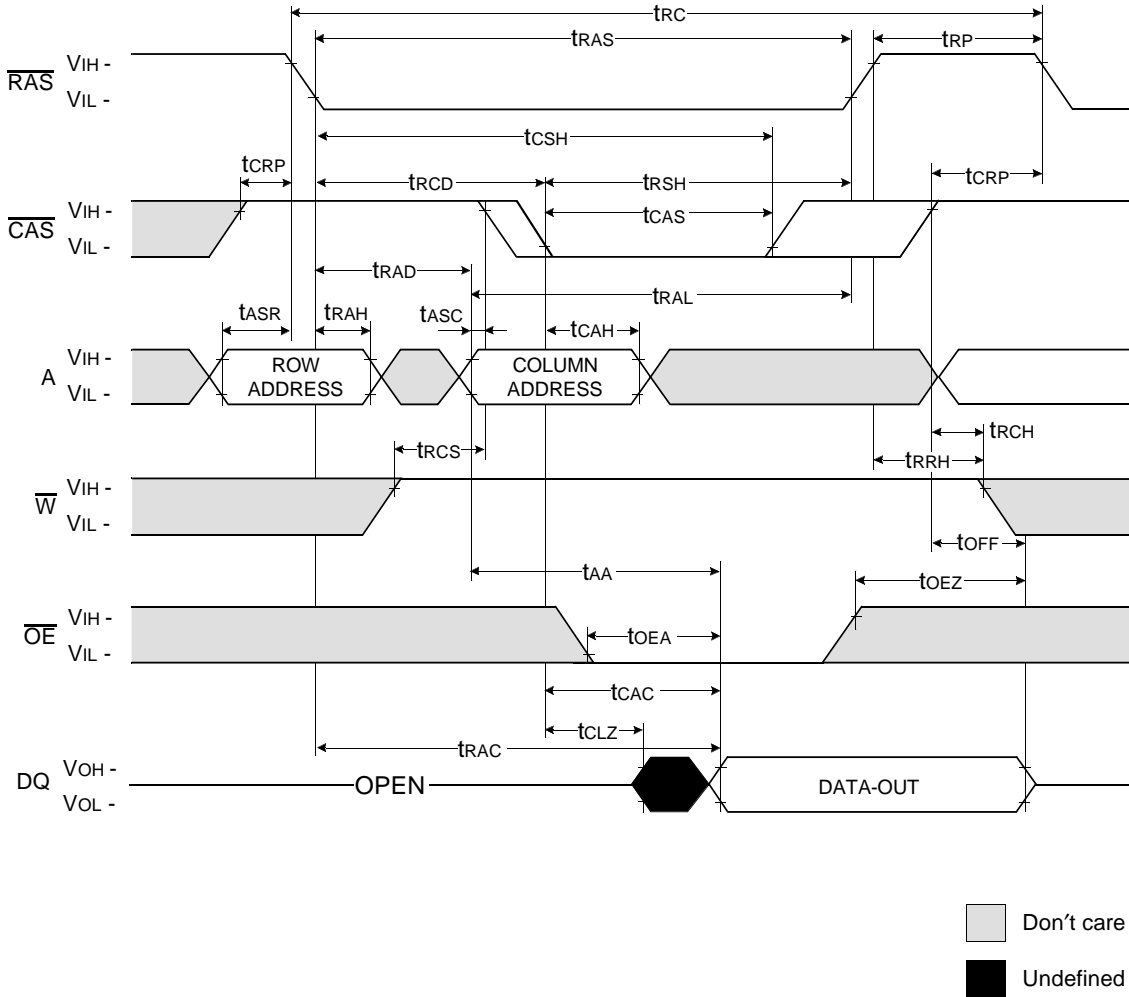 tRC
tRAS
tRP
RAS
VIH -
VIL -
tCSH
tCRP
tRCD
tRSH
tCRP
CAS
VIH -
VIL -
tCAS
tRAD
tRAL
tASR
tRAH
tASC
tCAH
A
VIH -
VIL -
ROW
ADDRESS
COLUMN
ADDRESS
tRCH
tRCS
tRRH
W
VIH -
VIL -
tOFF
tAA
tOEZ
OE
VIH -
VIL -
tOEA
tCAC
tCLZ
tRAC
DQ
VOH -
VOL -
OPEN
DATA-OUT
Don′t care
Undefined